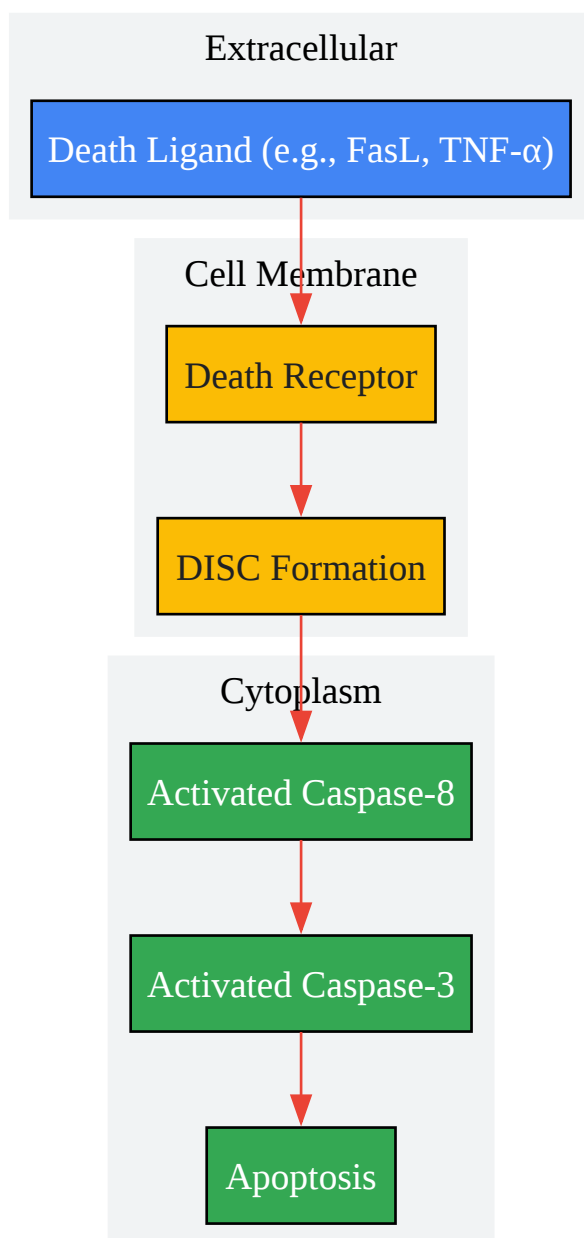 Extracellular
Death Ligand (e.g., FasL, TNF-α)
Cell Membrane
Death Receptor
DISC Formation
Cytoplasm
Activated Caspase-8
Activated Caspase-3
Apoptosis